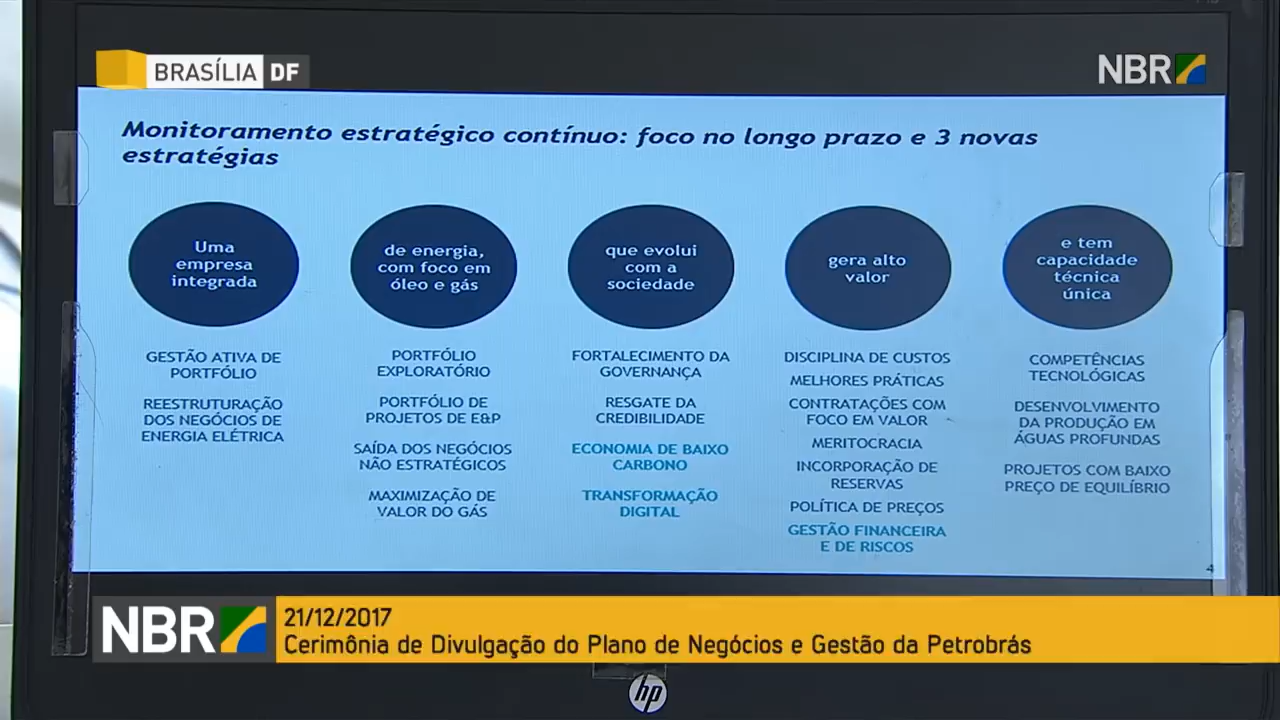 BRASÍLIA DF
NBR
Monitoramento estratégico contínuo: foco no longo prazo e 3 novas
estratégias
Uma
empresa
integrada
de energia,
com foco em
óleo e gás
que evolui
com a
sociedade
gera alto
valor
e tem
capacidade
técnica
única
GESTÃO ATIVA DE
PORTFÓLIO
REESTRUTURAÇÃO
DOS NEGÓCIOS DE
ENERGIA ELÉTRICA
PORTFÓLIO
EXPLORATÓRIO
PORTFÓLIO DE
PROJETOS DE E&P
SAÍDA DOS NEGÓCIOS
NÃO ESTRATÉGICOS
MAXIMIZAÇÃO DE
VALOR DO GÁS
FORTALECIMENTO DA
GOVERNANÇA
RESGATE DA
CREDIBILIDADE
ECONOMIA DE BAIXO
CARBONO
TRANSFORMAÇÃO
DIGITAL
DISCIPLINA DE CUSTOS
MELHORES PRÁTICAS
CONTRATAÇÕES COM
FOCO EM VALOR
MERITOCRACIA
INCORPORAÇÃO DE
RESERVAS
POLÍTICA DE PREÇOS
GESTÃO FINANCEIRA
E DE RISCOS
COMPETÊNCIAS
TECNOLÓGICAS
DESENVOLVIMENTO
DA PRODUÇÃO EM
ÁGUAS PROFUNDAS
PROJETOS COM BAIXO
PREÇO DE EQUILÍBRIO
4
NBR
21/12/2017
Cerimônia de Divulgação do Plano de Negócios e Gestão da Petrobrás
hp